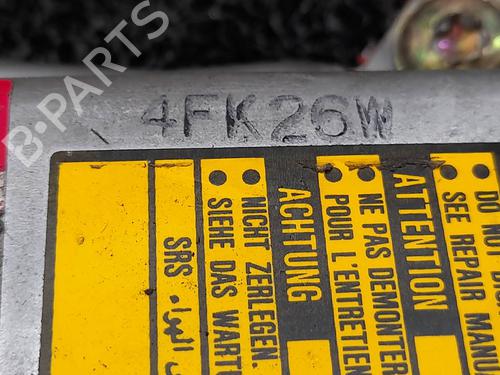 B-PARTS
4FK26W
DO NOT
SEE REPAIR MANUA
ATTENTION
NE PAS DEMONTER
POUR L'ENTRETIEN
ACHTUNG
NICHT ZERLEGEN.
SIEHE DAS WART
SRS